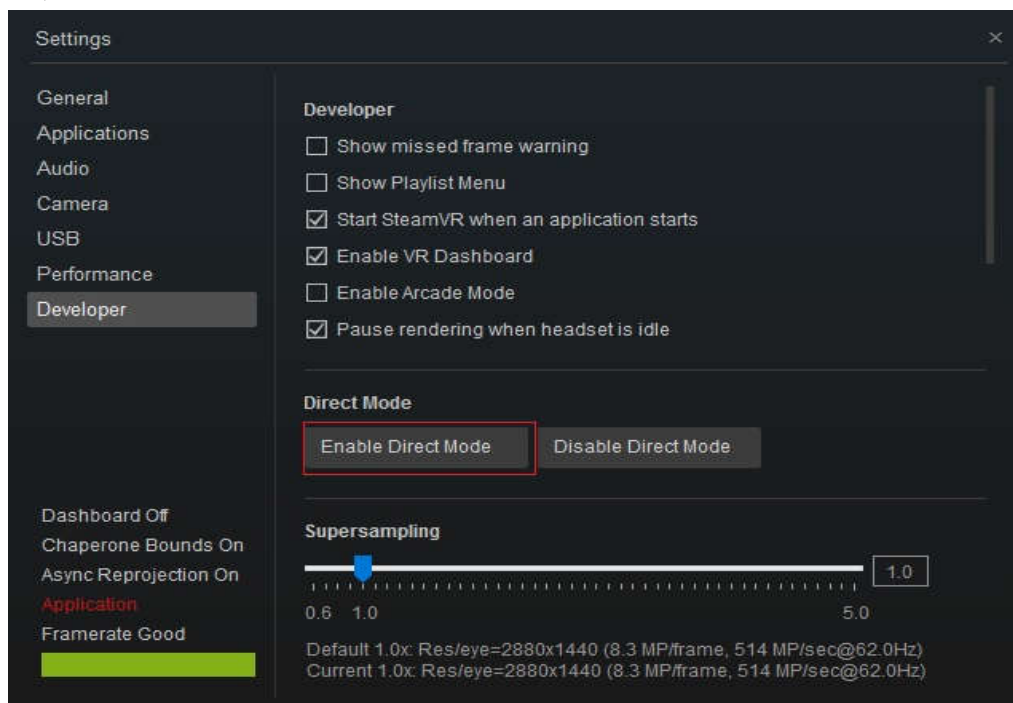 Settings
General
Applications
Audio
Camera
USB
Performance
Developer
Dashboard Off
Chaperone Bounds On
Async Reprojection On
Application
Framerate Good
Developer
Show missed frame warning
Show Playlist Menu
Start SteamVR when an application starts
Enable VR Dashboard
Enable Arcade Mode
Pause rendering when headset is idle
Direct Mode
Enable Direct Mode Disable Direct Mode
Supersampling
1.0
0.6 1.0 5.0
Default 1.0x: Res/eye=2880x1440 (8.3 MP/frame, 514 MP/sec@62.0Hz)
Current 1.0x: Res/eye=2880x1440 (8.3 MP/frame, 514 MP/sec@62.0Hz)